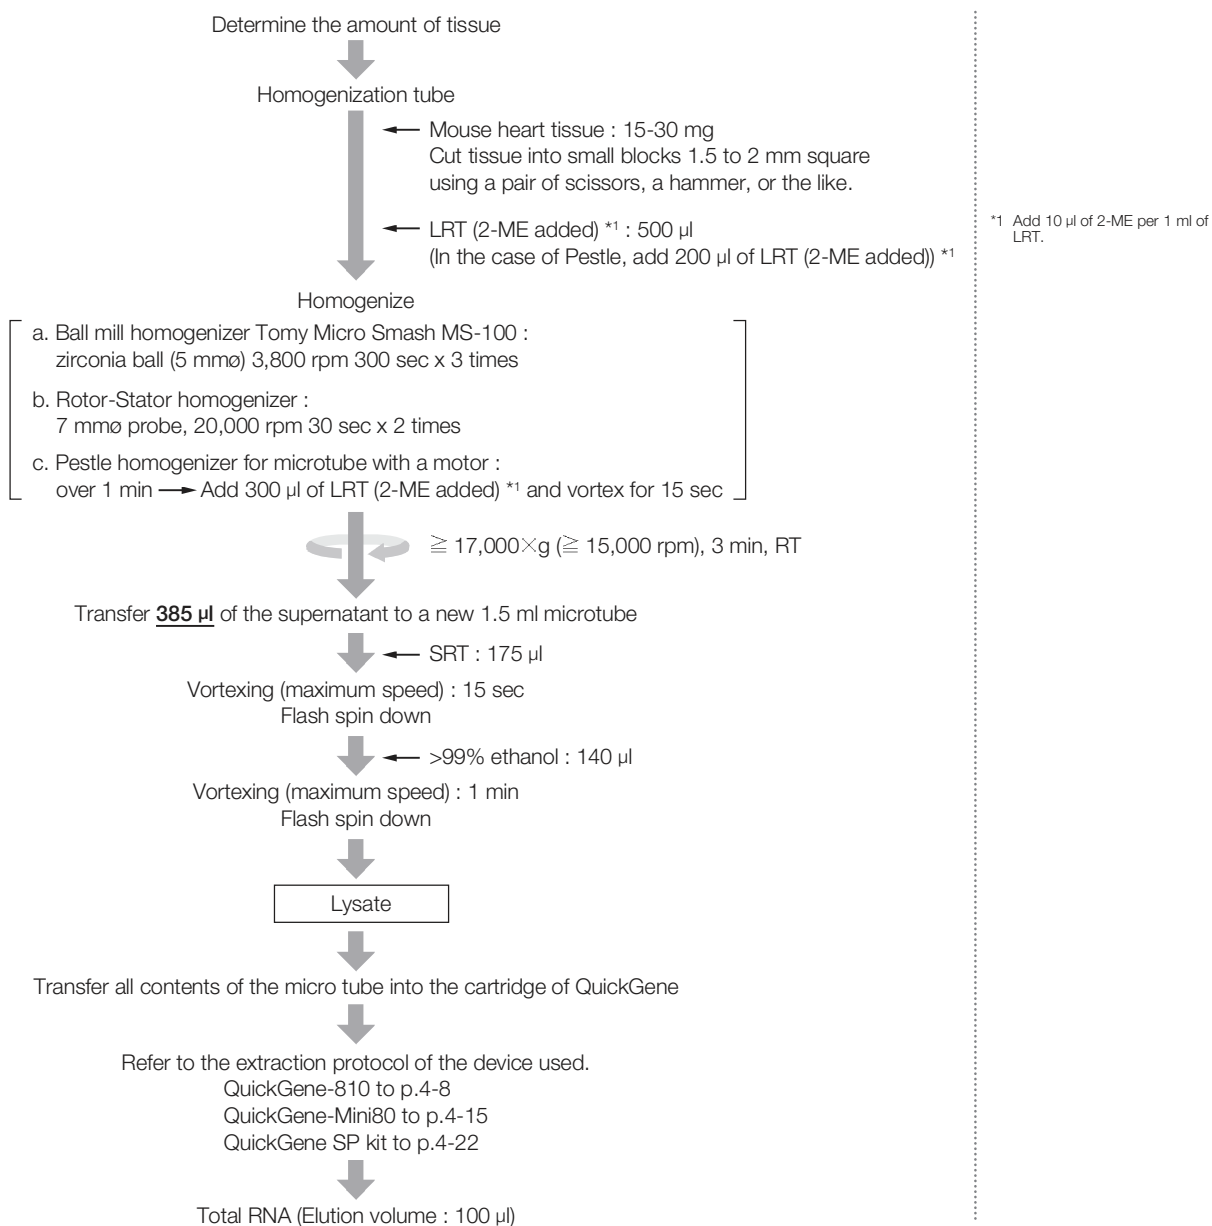 Determine the amount of tissue
Homogenization tube
Mouse heart tissue : 15-30 mg
Cut tissue into small blocks 1.5 to 2 mm square
using a pair of scissors, a hammer, or the like.
LRT (2-ME added) *1 : 500 µl
(In the case of Pestle, add 200 µl of LRT (2-ME added)) *1
*1 Add 10 µl of 2-ME per 1 ml of
LRT.
Homogenize
a. Ball mill homogenizer Tomy Micro Smash MS-100 :
zirconia ball (5 mmø) 3,800 rpm 300 sec x 3 times
b. Rotor-Stator homogenizer :
7 mmø probe, 20,000 rpm 30 sec x 2 times
c. Pestle homogenizer for microtube with a motor :
over 1 min → Add 300 µl of LRT (2-ME added) *1 and vortex for 15 sec
≧ 17,000×g (≧ 15,000 rpm), 3 min, RT
Transfer 385 µl of the supernatant to a new 1.5 ml microtube
SRT : 175 µl
Vortexing (maximum speed) : 15 sec
Flash spin down
>99% ethanol : 140 µl
Vortexing (maximum speed) : 1 min
Flash spin down
Lysate
Transfer all contents of the micro tube into the cartridge of QuickGene
Refer to the extraction protocol of the device used.
QuickGene-810 to p.4-8
QuickGene-Mini80 to p.4-15
QuickGene SP kit to p.4-22
Total RNA (Elution volume : 100 µl)